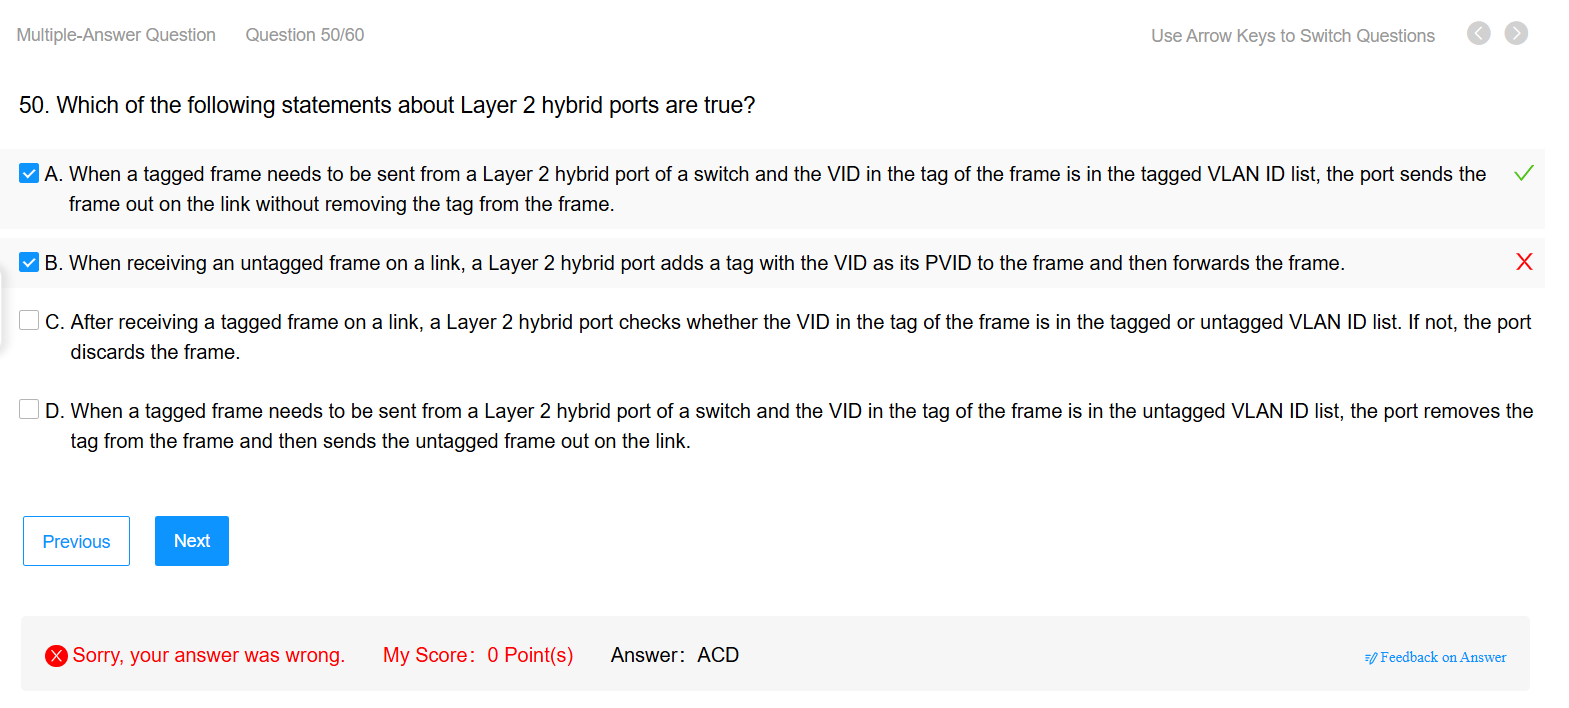 Multiple-Answer Question Question 50/60 Use Arrow Keys to Switch Questions
50. Which of the following statements about Layer 2 hybrid ports are true?
A. When a tagged frame needs to be sent from a Layer 2 hybrid port of a switch and the VID in the tag of the frame is in the tagged VLAN ID list, the port sends the
frame out on the link without removing the tag from the frame.
B. When receiving an untagged frame on a link, a Layer 2 hybrid port adds a tag with the VID as its PVID to the frame and then forwards the frame.
C. After receiving a tagged frame on a link, a Layer 2 hybrid port checks whether the VID in the tag of the frame is in the tagged or untagged VLAN ID list. If not, the port
discards the frame.
D. When a tagged frame needs to be sent from a Layer 2 hybrid port of a switch and the VID in the tag of the frame is in the untagged VLAN ID list, the port removes the
tag from the frame and then sends the untagged frame out on the link.
Previous Next
Sorry, your answer was wrong. My Score: 0 Point(s) Answer: ACD Feedback on Answer